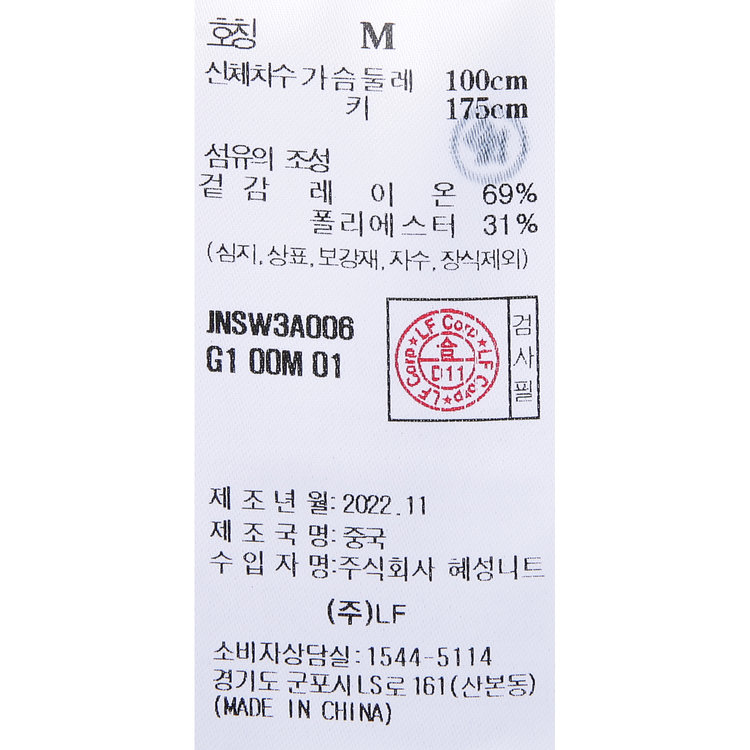 호칭 M
신체치수 가슴둘레 100cm
키 175cm
섬유의 조성
겉감 레이온 69%
폴리에스터 31%
(심지,상표,보강재,자수,장식제외)
JNSW3A006
G1 00M 01
LF Corp★LF Corp★LF Corp★
합
D11
검사필
제조년월:2022.11
제조국명:중국
수입자명:주식회사 혜성니트
(주)LF
소비자상담실:1544-5114
경기도 군포시 LS로 161(산본동)
(MADE IN CHINA)